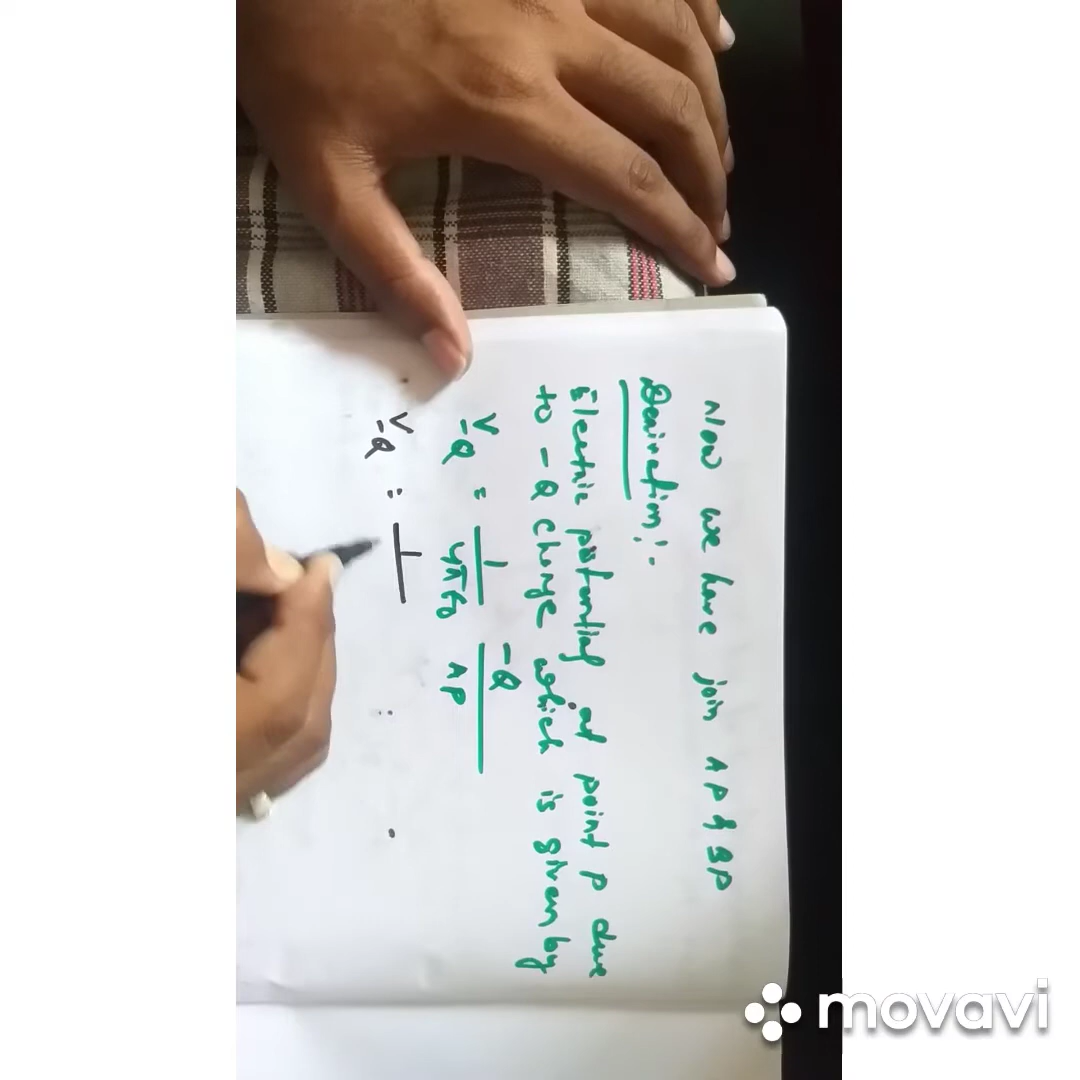 Now we have join AP & BP
Derivation:-
Electric potential at point P due
to -Q charge which is given by
V-Q = 1/4πε0 -Q/AP
V-Q = 1
movavi